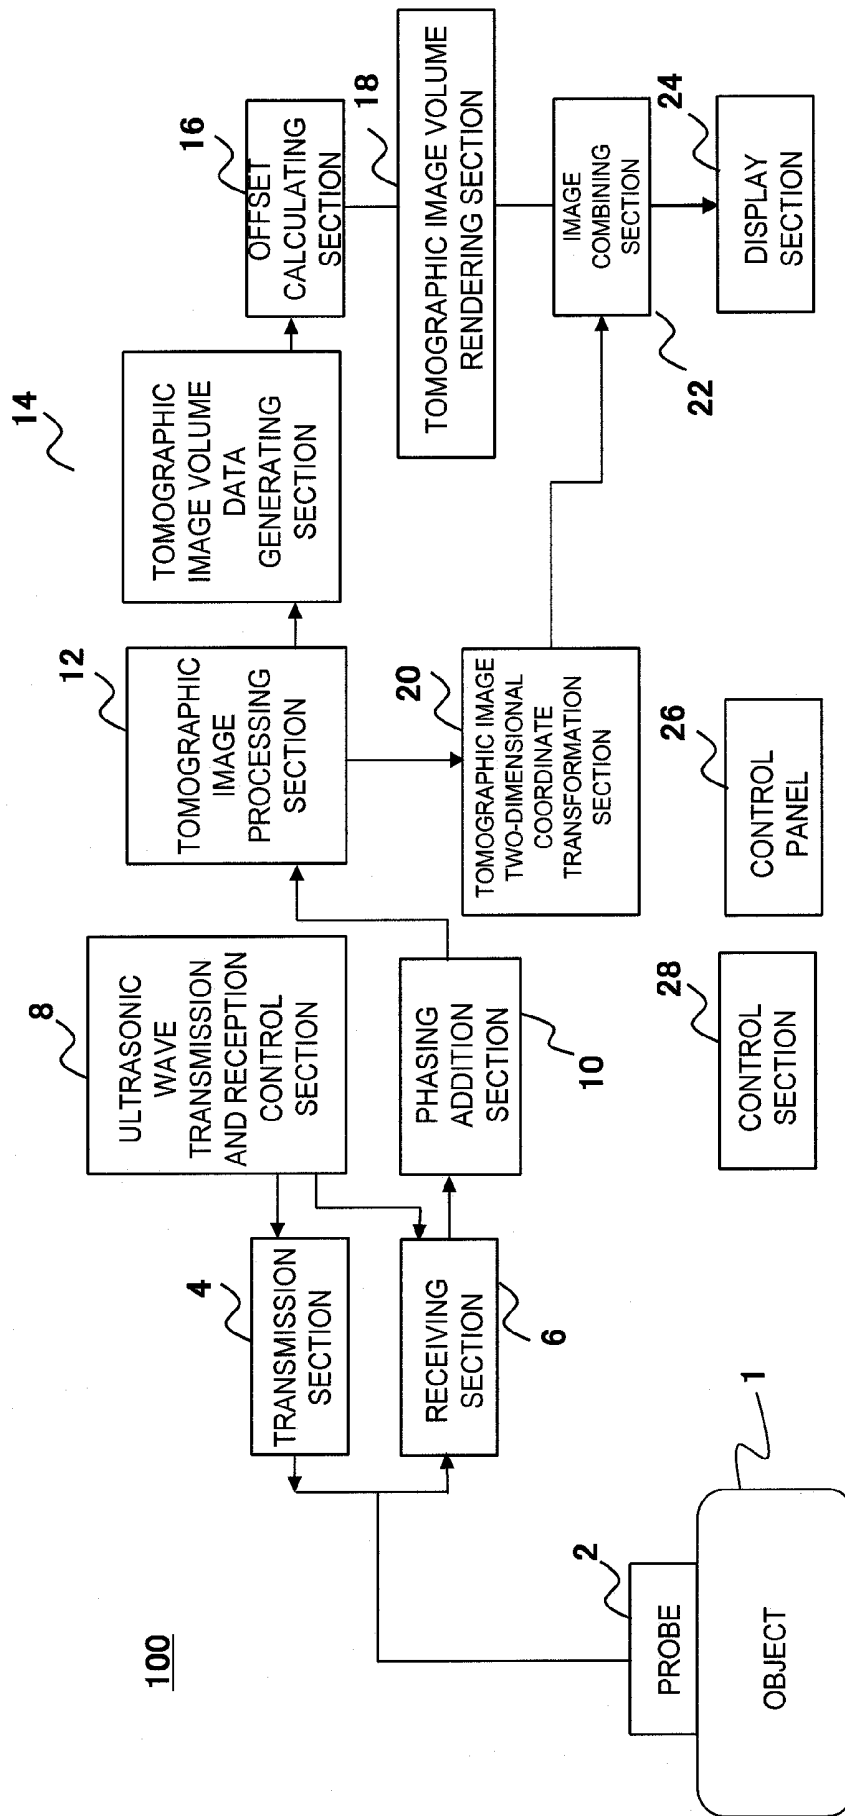 100
OBJECT
1
PROBE
2
TRANSMISSION
SECTION
4
RECEIVING
SECTION
6
ULTRASONIC
WAVE
TRANSMISSION
AND RECEPTION
CONTROL
SECTION
8
PHASING
ADDITION
SECTION
10
TOMOGRAPHIC
IMAGE
PROCESSING
SECTION
12
TOMOGRAPHIC
IMAGE VOLUME
DATA
GENERATING
SECTION
14
OFFSET
CALCULATING
SECTION
16
TOMOGRAPHIC IMAGE VOLUME
RENDERING SECTION
18
TOMOGRAPHIC IMAGE
TWO-DIMENSIONAL
COORDINATE
TRANSFORMATION
SECTION
20
IMAGE
COMBINING
SECTION
22
DISPLAY
SECTION
24
CONTROL
PANEL
26
CONTROL
SECTION
28